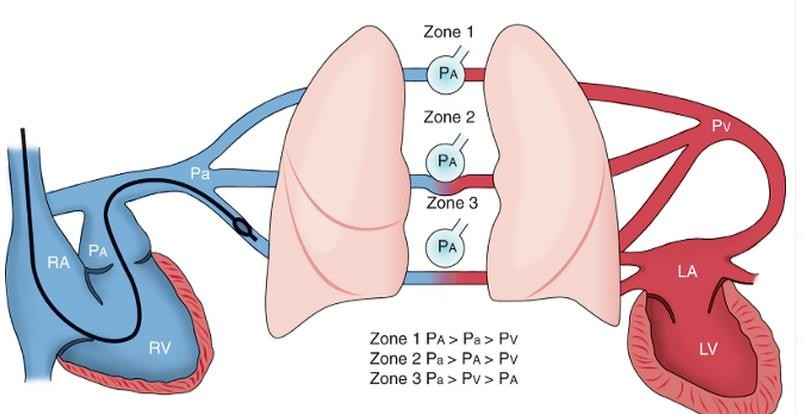 Zone 1
PA
Zone 2
PA
Zone 3
PA
Pa
PA
RA
RV
Pv
LA
LV
Zone 1 PA > Pa > Pv
Zone 2 Pa > PA > Pv
Zone 3 Pa > Pv > PA